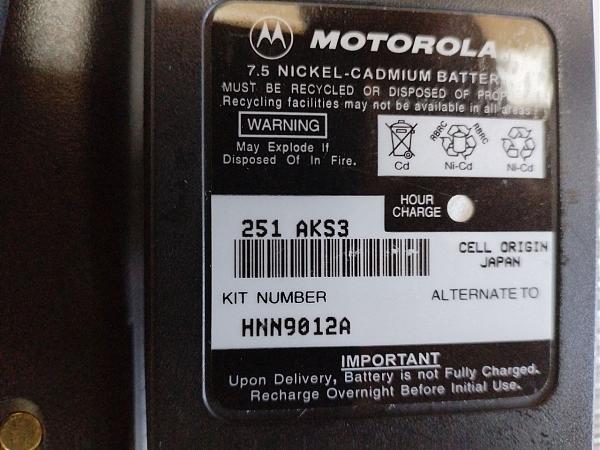 MOTOROLA
7.5 NICKEL-CADMIUM
MUST BE RECYCLED OR DISPOSED OF
Recycling facilities may not be available in all areas
WARNING
May Explode If
Disposed Of In Fire.
Cd
RBRC RBRC
Ni-Cd
Ni-Cd
HOUR
CHARGE
251 AKS3
CELL ORIGIN
JAPAN
KIT NUMBER
ALTERNATE TO
HNN9012A
IMPORTANT
Upon Delivery, Battery is not Fully Charged.
Recharge Overnight Before Initial Use.